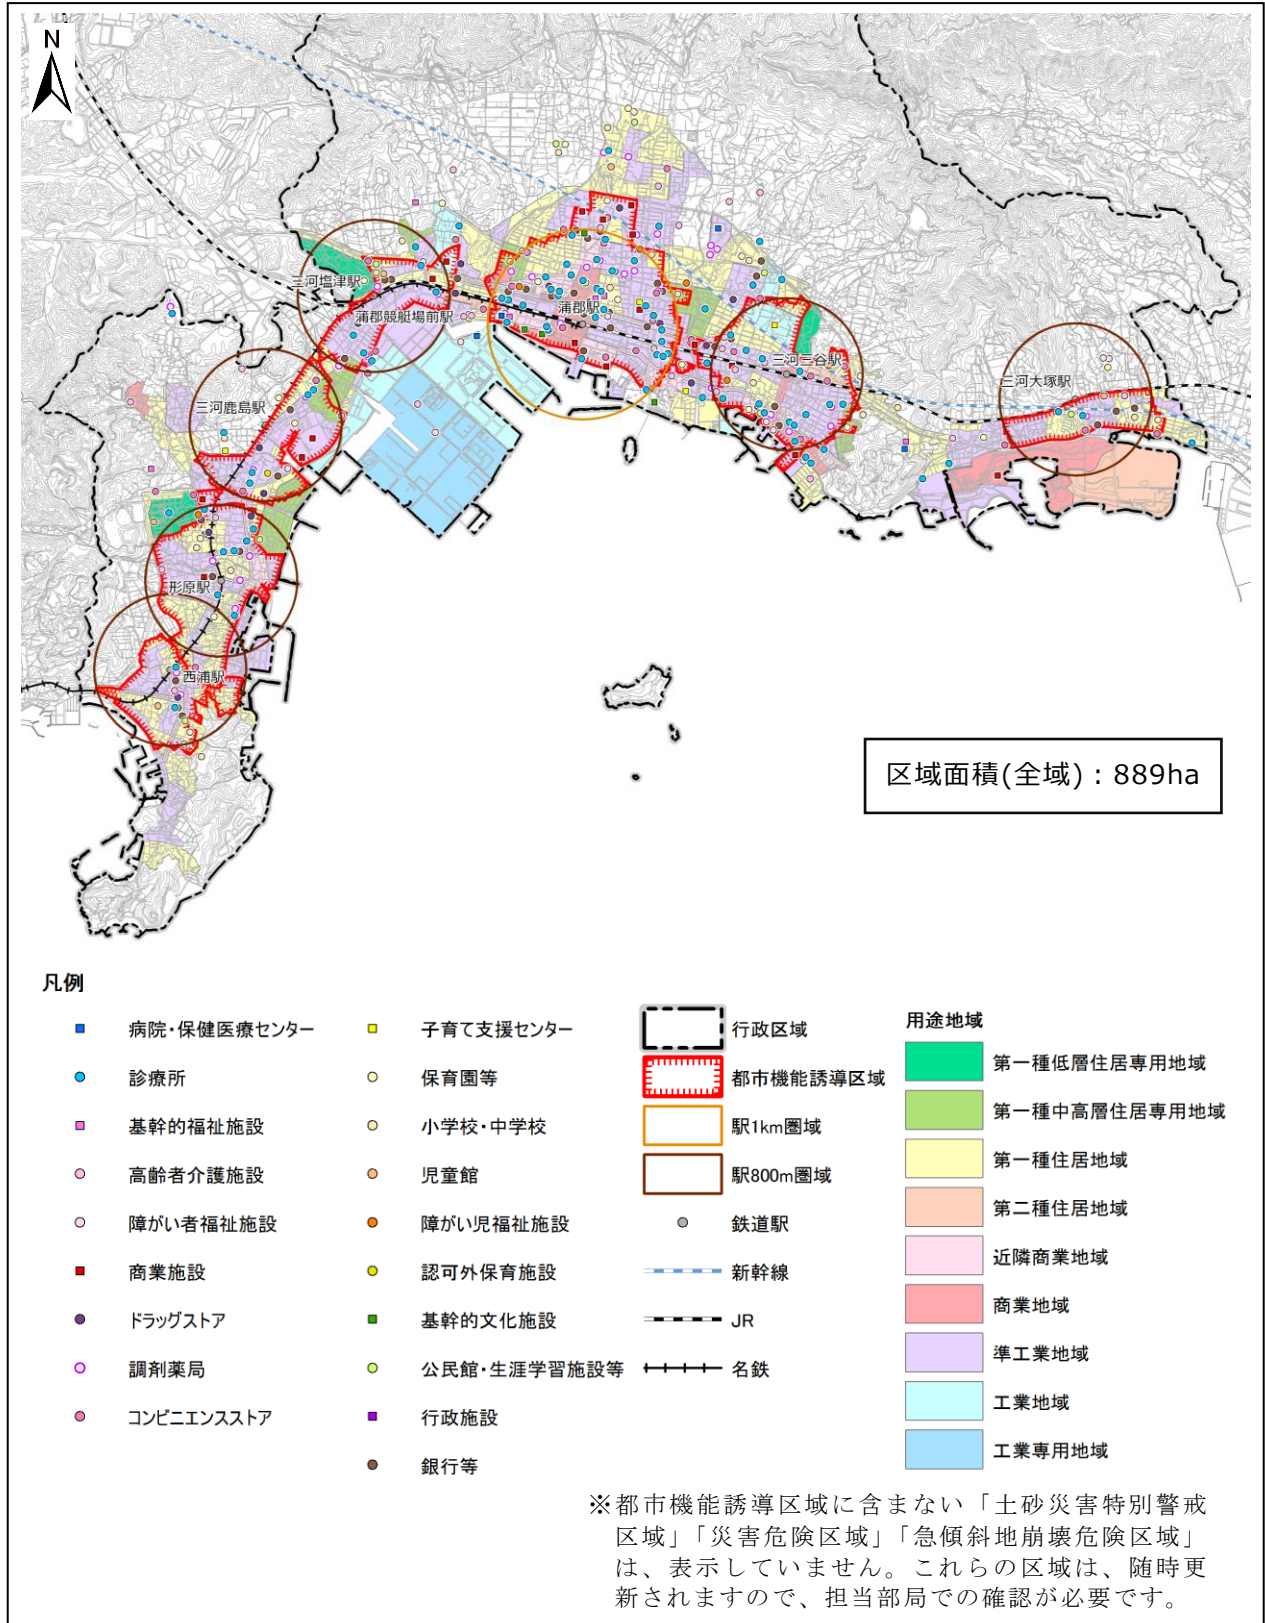 N
三河塩津駅
蒲郡競艇場前駅
蒲郡駅
三河三谷駅
三河大塚駅
三河鹿島駅
形原駅
西浦駅
区域面積(全域)：889ha
凡例
病院・保健医療センター
診療所
基幹的福祉施設
高齢者介護施設
障がい者福祉施設
商業施設
ドラッグストア
調剤薬局
コンビニエンスストア
子育て支援センター
保育園等
小学校・中学校
児童館
障がい児福祉施設
認可外保育施設
基幹的文化施設
公民館・生涯学習施設等
行政施設
銀行等
行政区域
都市機能誘導区域
駅1km圏域
駅800m圏域
鉄道駅
新幹線
JR
名鉄
用途地域
第一種低層住居専用地域
第一種中高層住居専用地域
第一種住居地域
第二種住居地域
近隣商業地域
商業地域
準工業地域
工業地域
工業専用地域
※都市機能誘導区域に含まない「土砂災害特別警戒
区域」「災害危険区域」「急傾斜地崩壊危険区域」
は、表示していません。これらの区域は、随時更
新されますので、担当部局での確認が必要です。